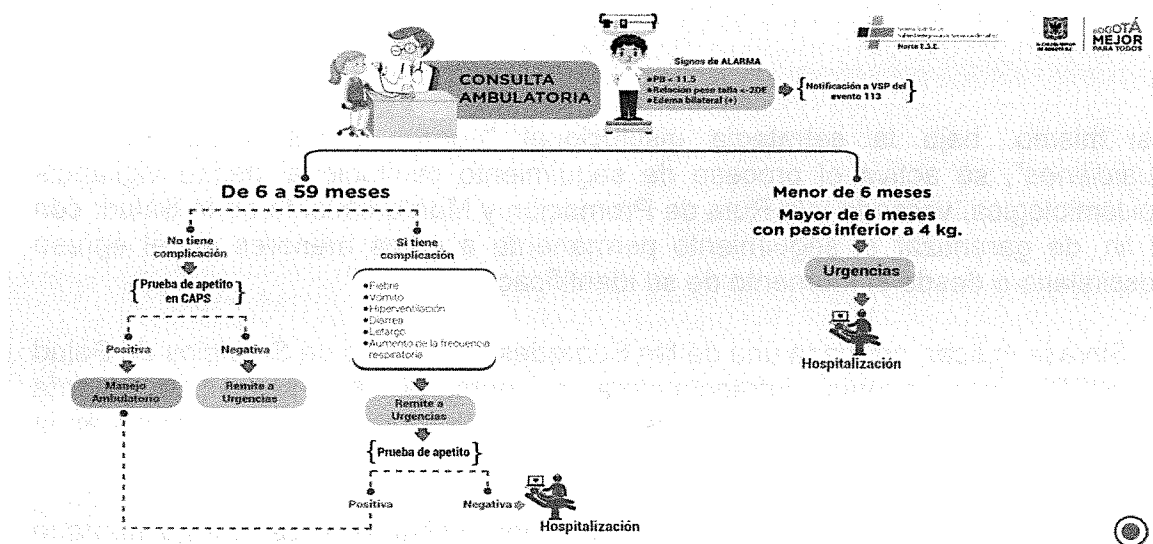 Norte E.S.E.
BOGOTÁ
MEJOR
PARA TODOS
CONSULTA
AMBULATORIA
Signos de ALARMA
•PB < 11.5
•Relación peso talla <-2DE
•Edema bilateral (+)
{Notificación a VSP del
evento 113}
De 6 a 59 meses
No tiene
complicación
{Prueba de apetito
en CAPS}
Positiva
Negativa
Manejo
Ambulatorio
Remite a
Urgencias
Si tiene
complicación
•Fiebre
•Vómito
•Hiperventilación
•Diarrea
•Letargo
•Aumento de la frecuencia
respiratoria
Remite a
Urgencias
{Prueba de apetito}
Positiva
Negativa
Hospitalización
Menor de 6 meses
Mayor de 6 meses
con peso inferior a 4 kg.
Urgencias
Hospitalización